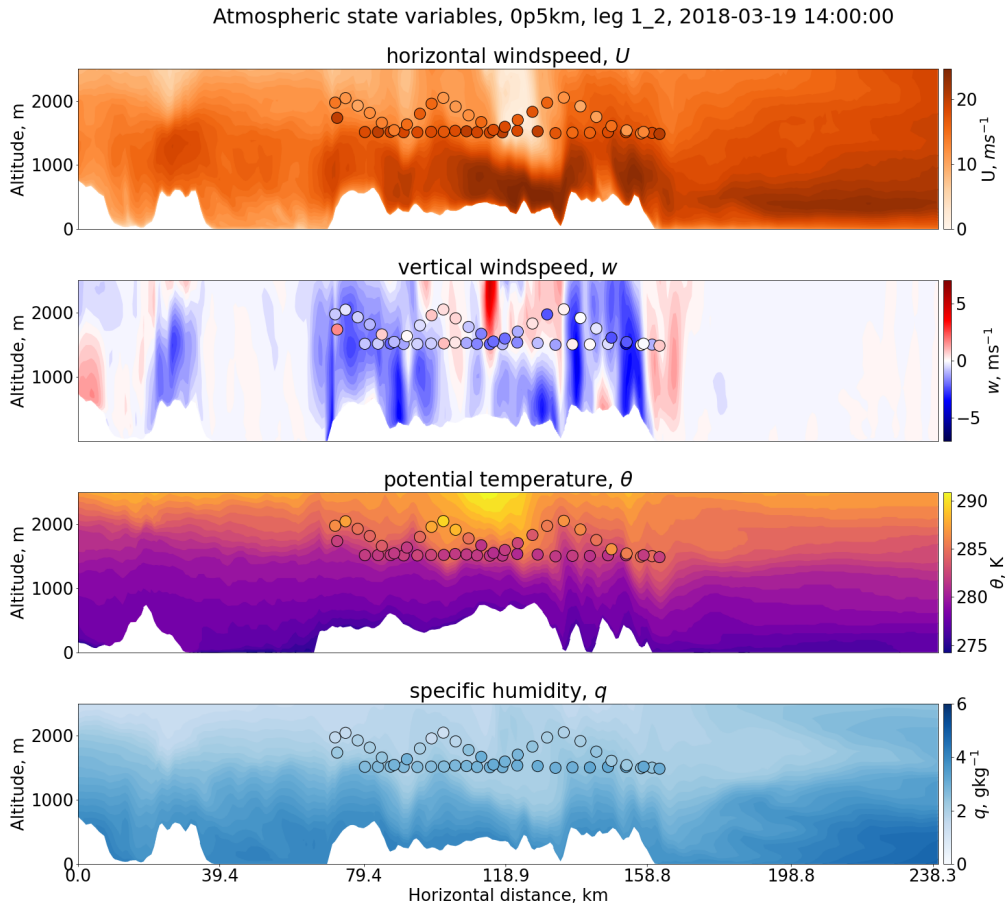 Atmospheric state variables, 0p5km, leg 1_2, 2018-03-19 14:00:00
horizontal windspeed, U
Altitude, m
2000
1000
0
20
10
0
U, ms⁻¹
vertical windspeed, w
Altitude, m
2000
1000
5
0
−5
w, ms⁻¹
potential temperature, θ
Altitude, m
2000
1000
0
290
285
280
275
θ, K
specific humidity, q
Altitude, m
2000
1000
0
6
4
2
0
q, gkg⁻¹
0.0 39.4 79.4 118.9 158.8 198.8 238.3
Horizontal distance, km